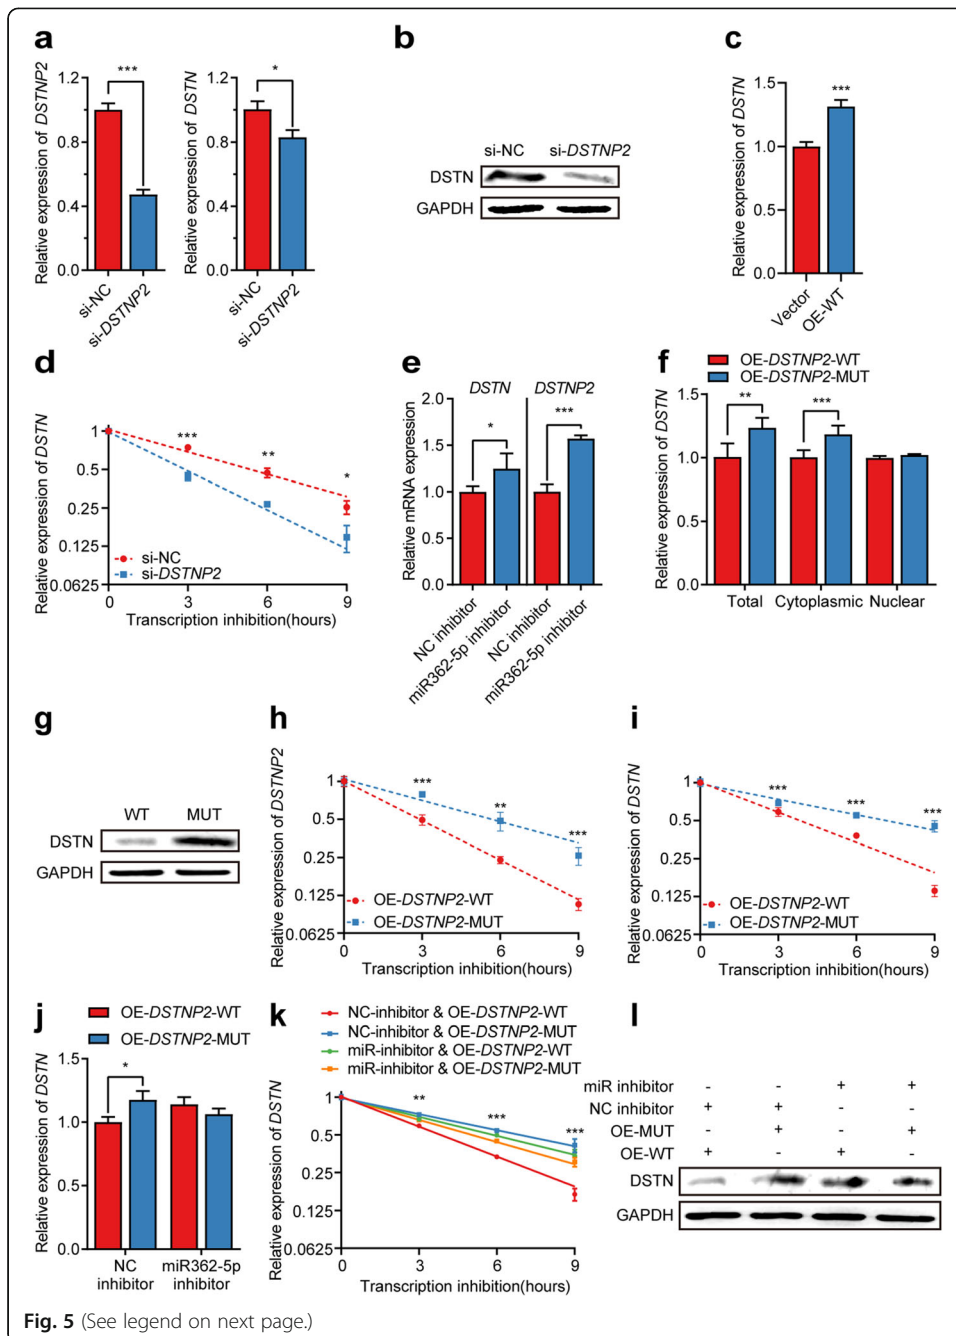 a
Relative expression of DSTNP2
1.2
0.8
0.4
0.0
***
si-NC
si-DSTNP2
Relative expression of DSTN
1.2
0.8
0.4
0.0
*
si-NC
si-DSTNP2
b
si-NC si-DSTNP2
DSTN
GAPDH
c
Relative expression of DSTN
1.5
1.0
0.5
0.0
***
Vector
OE-WT
d
Relative expression of DSTN
1
0.5
0.25
0.125
0.0625
***
**
*
si-NC
si-DSTNP2
0 3 6 9
Transcription inhibition(hours)
e
DSTN DSTNP2
Relative mRNA expression
2.0
1.5
1.0
0.5
0.0
*
***
NC inhibitor
miR362-5p inhibitor
NC inhibitor
miR362-5p inhibitor
f
OE-DSTNP2-WT
OE-DSTNP2-MUT
Relative expression of DSTN
1.5
1.0
0.5
0.0
**
***
Total Cytoplasmic Nuclear
g
WT MUT
DSTN
GAPDH
h
Relative expression of DSTNP2
1
0.5
0.25
0.125
0.0625
***
**
***
OE-DSTNP2-WT
OE-DSTNP2-MUT
0 3 6 9
Transcription inhibition(hours)
i
Relative expression of DSTN
1
0.5
0.25
0.125
0.0625
***
***
***
OE-DSTNP2-WT
OE-DSTNP2-MUT
0 3 6 9
Transcription inhibition(hours)
j
OE-DSTNP2-WT
OE-DSTNP2-MUT
Relative expression of DSTN
1.5
1.0
0.5
0.0
*
NC inhibitor
miR362-5p inhibitor
k
NC-inhibitor & OE-DSTNP2-WT
NC-inhibitor & OE-DSTNP2-MUT
miR-inhibitor & OE-DSTNP2-WT
miR-inhibitor & OE-DSTNP2-MUT
Relative expression of DSTN
1
0.5
0.25
0.125
0.0625
**
***
***
0 3 6 9
Transcription inhibition(hours)
l
miR inhibitor - - + +
NC inhibitor + + - -
OE-MUT - + - +
OE-WT + - + -
DSTN
GAPDH
Fig. 5 (See legend on next page.)